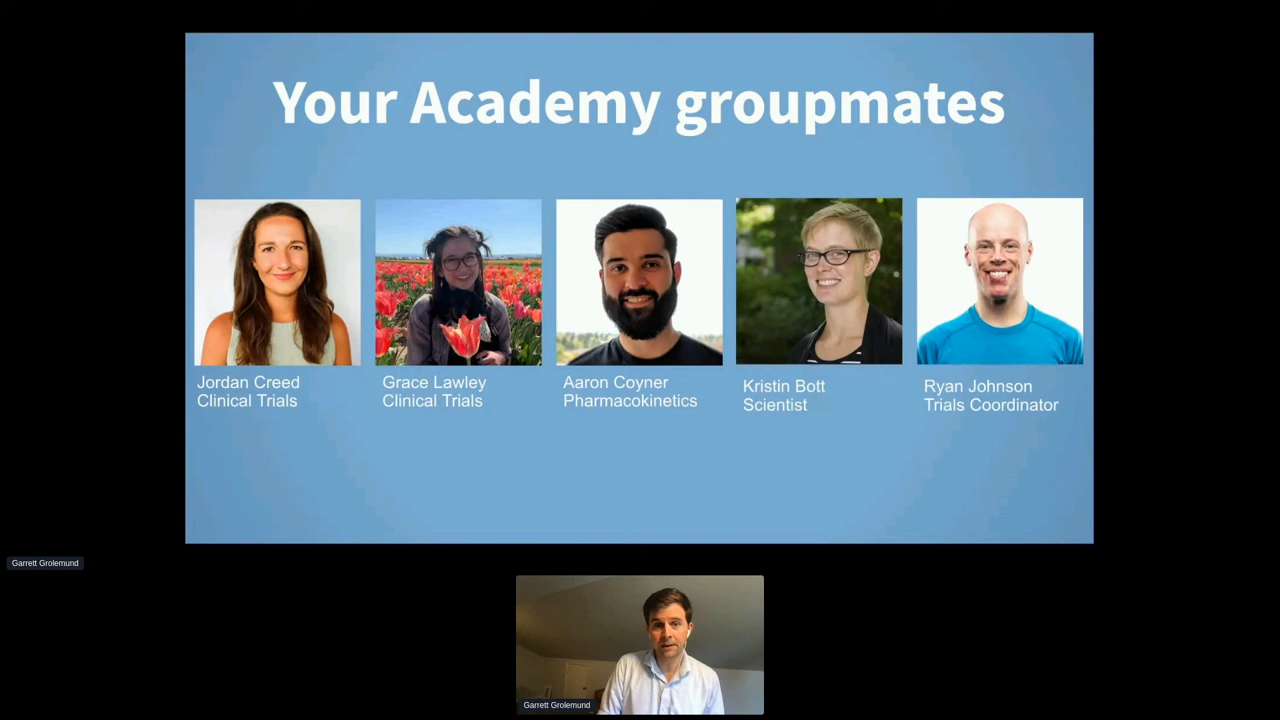 Your Academy groupmates
Jordan Creed
Clinical Trials
Grace Lawley
Clinical Trials
Aaron Coyner
Pharmacokinetics
Kristin Bott
Scientist
Ryan Johnson
Trials Coordinator
Garrett Grolemund
Garrett Grolemund